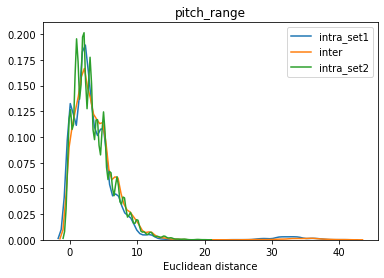 pitch_range
0.200
0.175
0.150
0.125
0.100
0.075
0.050
0.025
0.000
intra_set1
inter
intra_set2
0 10 20 30 40
Euclidean distance